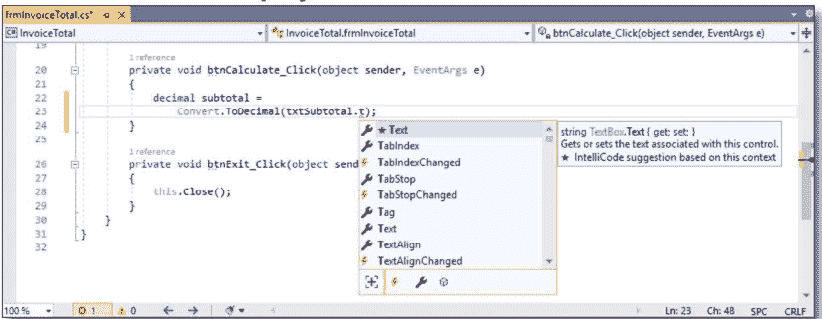 frmInvoiceTotal.cs*
InvoiceTotal InvoiceTotal.frmInvoiceTotal btnCalculate_Click(object sender, EventArgs e)
19
1 reference
20 private void btnCalculate_Click(object sender, EventArgs e)
21 {
22 decimal subtotal =
23 Convert.ToDecimal(txtSubtotal.t);
24 }
25
1 reference
26 private void btnExit_Click(object send
27 {
28 this.Close();
29 }
30 }
31 }
32
★ Text
TabIndex
TabIndexChanged
TabStop
TabStopChanged
Tag
Text
TextAlign
TextAlignChanged
string TextBox.Text { get; set; }
Gets or sets the text associated with this control.
★ IntelliCode suggestion based on this context
100 % 1 0 Ln: 23 Ch: 48 SPC CRLF